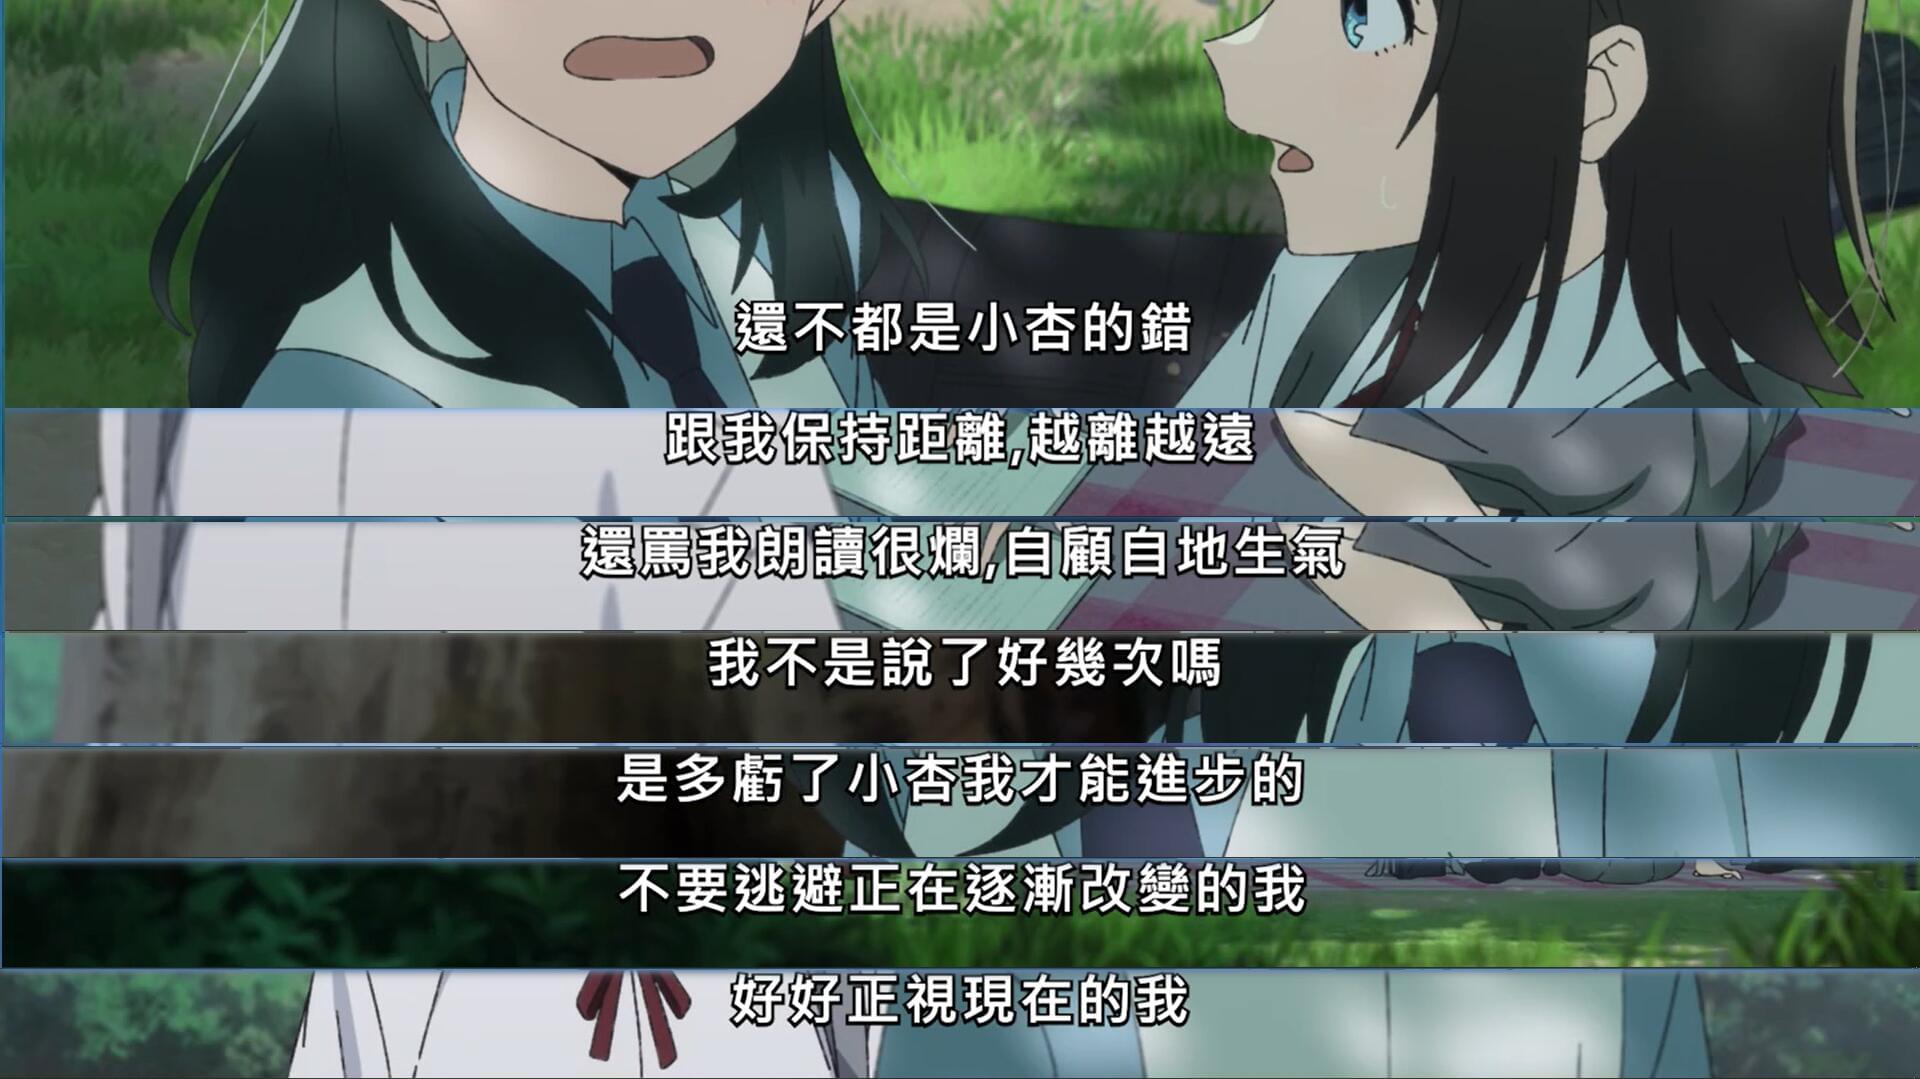 還不都是小杏的錯
跟我保持距離,越離越遠
還罵我朗讀很爛,自顧自地生氣
我不是說了好幾次嗎
是多虧了小杏我才能進步的
不要逃避正在逐漸改變的我
好好正視現在的我